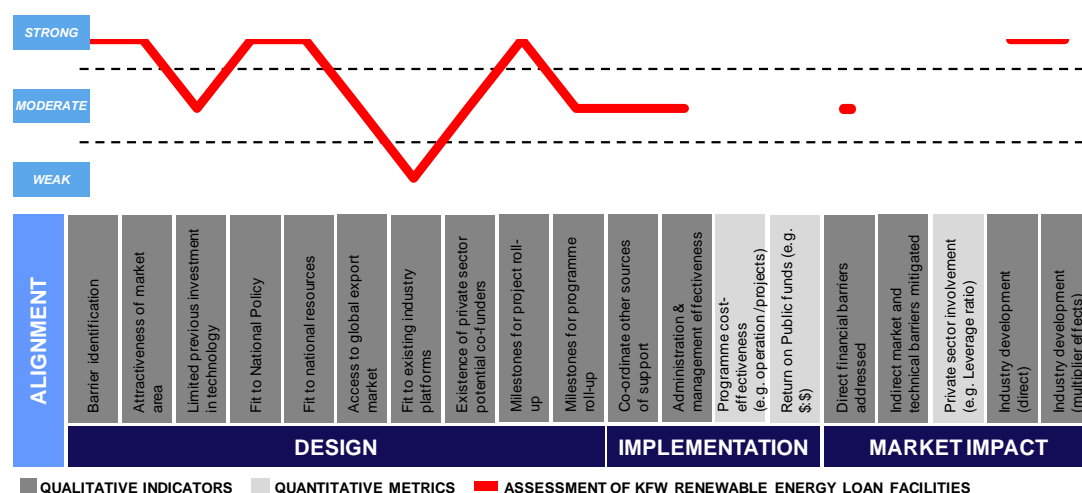 STRONG
MODERATE
WEAK
ALIGNMENT
Barrier identification
Attractiveness of market
area
Limited previous investment
in technology
Fit to National Policy
Fit to national resources
Access to global export
market
Fit to existing industry
platforms
Existence of private sector
potential co-funders
Milestones for project roll-
up
Milestones for programme
roll-up
Co-ordinate other sources
of support
Administration &
management effectiveness
Programme cost-
effectiveness
(e.g. operation /projects)
Return on Public funds (e.g.
$:$)
Direct financial barriers
addressed
Indirect market and
technical barriers mitigated
Private sector involvement
(e.g. Leverage ratio)
Industry development
(direct)
Industry development
(multiplier effects)
DESIGN
IMPLEMENTATION
MARKET IMPACT
QUALITATIVE INDICATORS
QUANTITATIVE METRICS
ASSESSMENT OF KFW RENEWABLE ENERGY LOAN FACILITIES